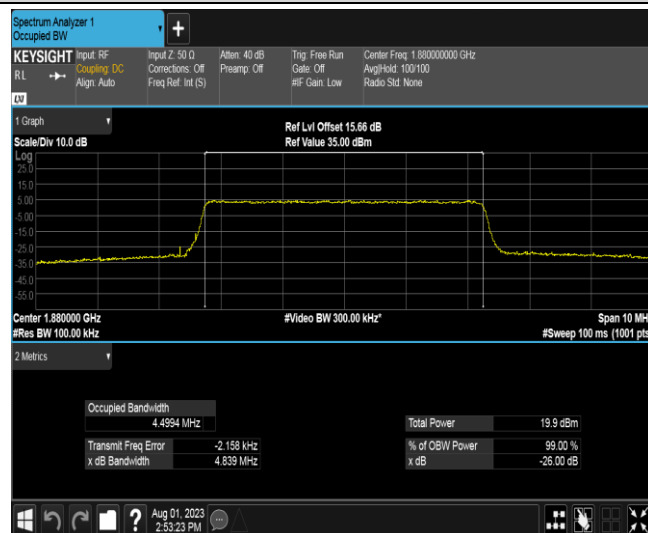 Spectrum Analyzer 1
Occupied BW
+
KEYSIGHT Input: RF Input Z: 50 Ω Atten: 40 dB Trig: Free Run Center Freq: 1.880000000 GHz
RL Coupling: DC Corrections: Off Preamp: Off Gate: Off Avg|Hold: 100/100
Align: Auto Freq Ref: Int (S) #IF Gain: Low Radio Std: None
LXI
1 Graph
Ref Lvl Offset 15.66 dB
Scale/Div 10.0 dB Ref Value 35.00 dBm
Log
25.0
15.0
5.00
-5.00
-15.0
-25.0
-35.0
-45.0
-55.0
Center 1.880000 GHz #Video BW 300.00 kHz* Span 10 MH
#Res BW 100.00 kHz #Sweep 100 ms (1001 pts
2 Metrics
Occupied Bandwidth
4.4994 MHz Total Power 19.9 dBm
Transmit Freq Error -2.158 kHz % of OBW Power 99.00 %
x dB Bandwidth 4.839 MHz x dB -26.00 dB
? Aug 01, 2023
2:53:23 PM